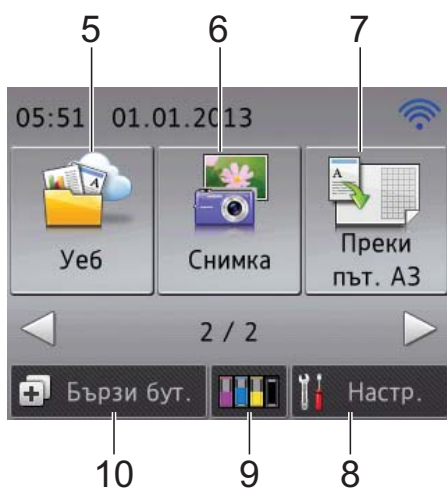 5 6 7
05:51 01.01.2013
Уеб
Снимка
Преки
път. A3
2 / 2
Бързи бут.
Настр.
10 9 8